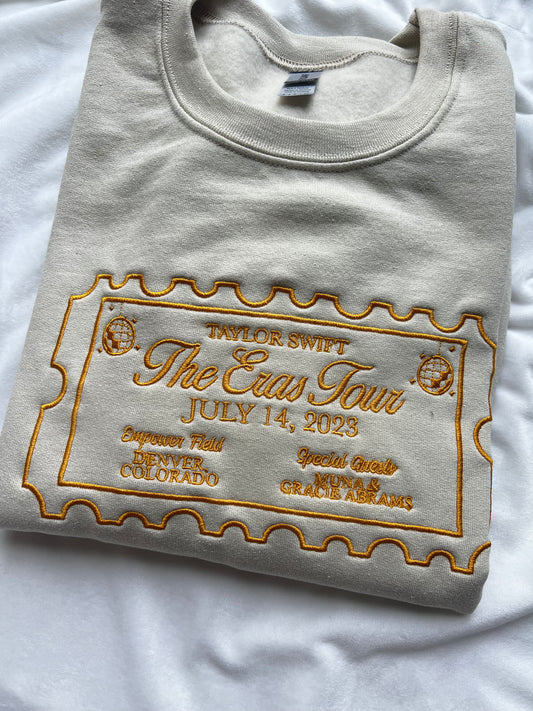 TAYLOR SWIFT
The Eras Tour
JULY 14, 2023
Empower Field
DENVER,
COLORADO
Special Guests
MUNA &
GRACIE ABRAMS